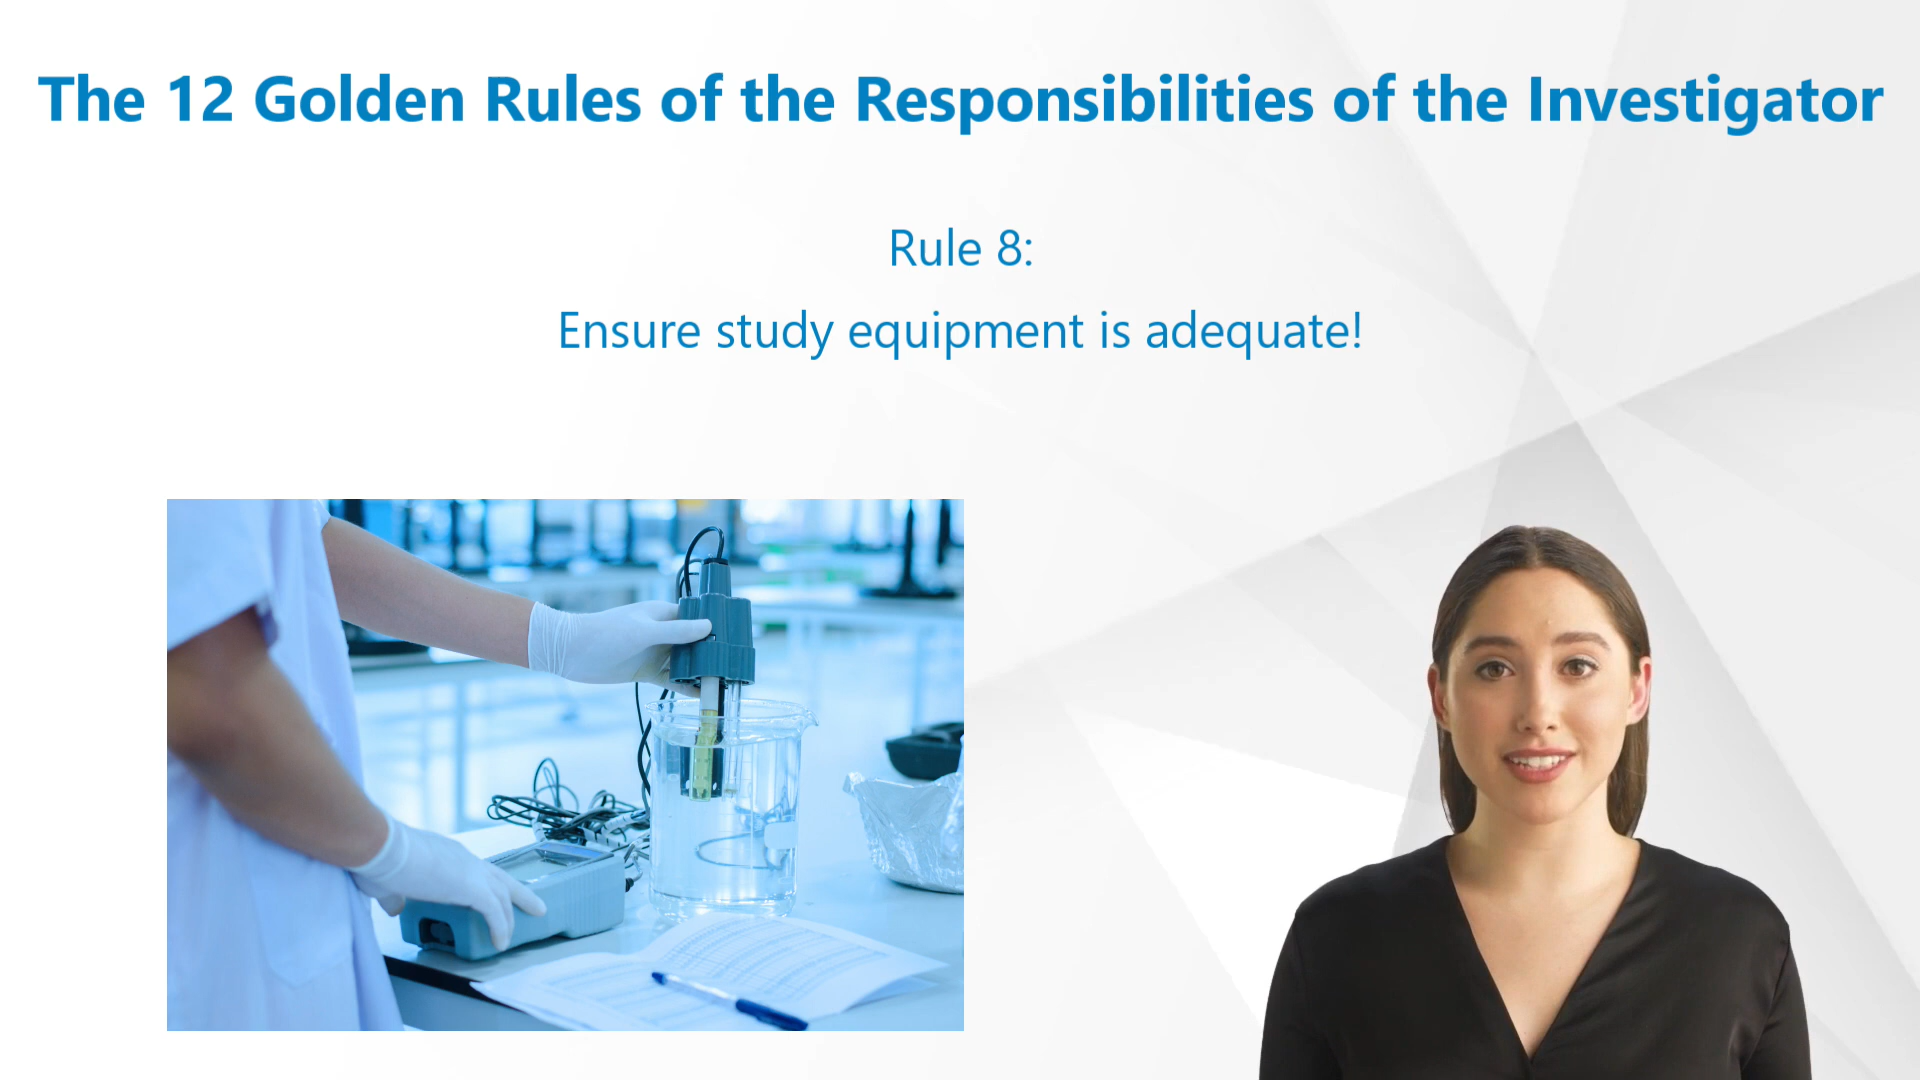 The 12 Golden Rules of the Responsibilities of the Investigator
Rule 8:
Ensure study equipment is adequate!